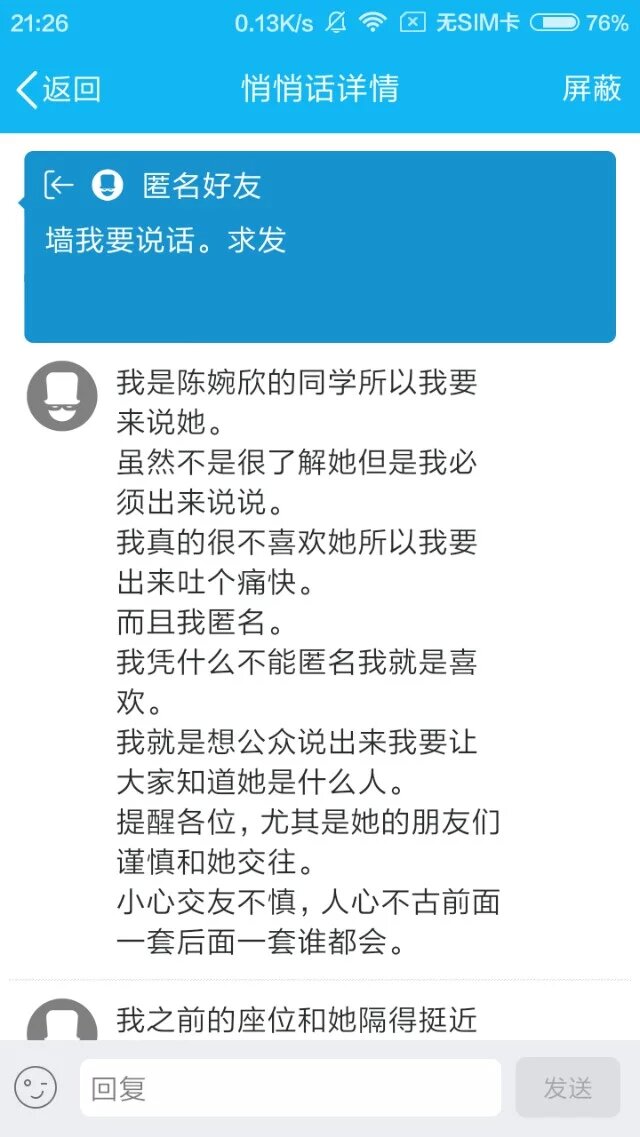 21:26 0.13K/s 无SIM卡 76%
返回 悄悄话详情 屏蔽
匿名好友
墙我要说话。求发
我是陈婉欣的同学所以我要
来说她。
虽然不是很了解她但是我必
须出来说说。
我真的很不喜欢她所以我要
出来吐个痛快。
而且我匿名。
我凭什么不能匿名我就是喜
欢。
我就是想公众说出来我要让
大家知道她是什么人。
提醒各位，尤其是她的朋友们
谨慎和她交往。
小心交友不慎，人心不古前面
一套后面一套谁都会。
我之前的座位和她隔得挺近
回复 发送